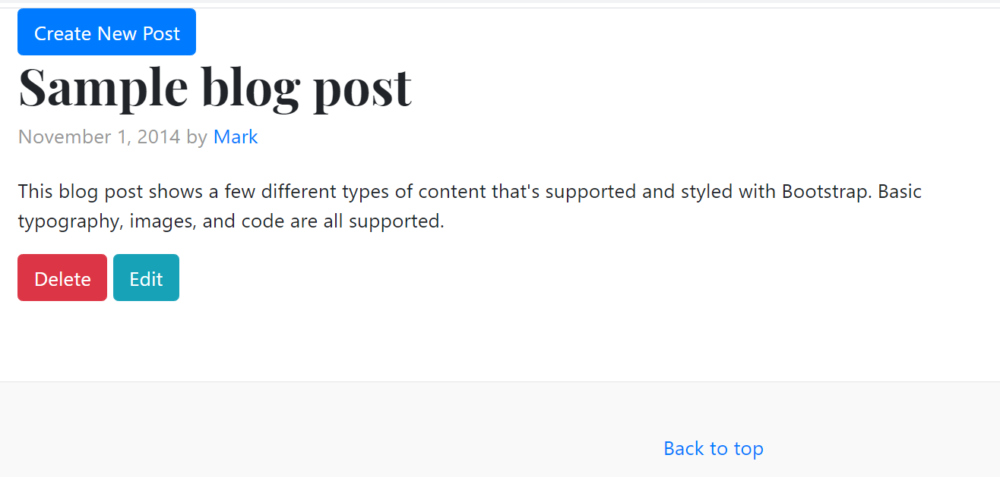 Create New Post
Sample blog post
November 1, 2014 by Mark
This blog post shows a few different types of content that's supported and styled with Bootstrap. Basic
typography, images, and code are all supported.
Delete Edit
Back to top